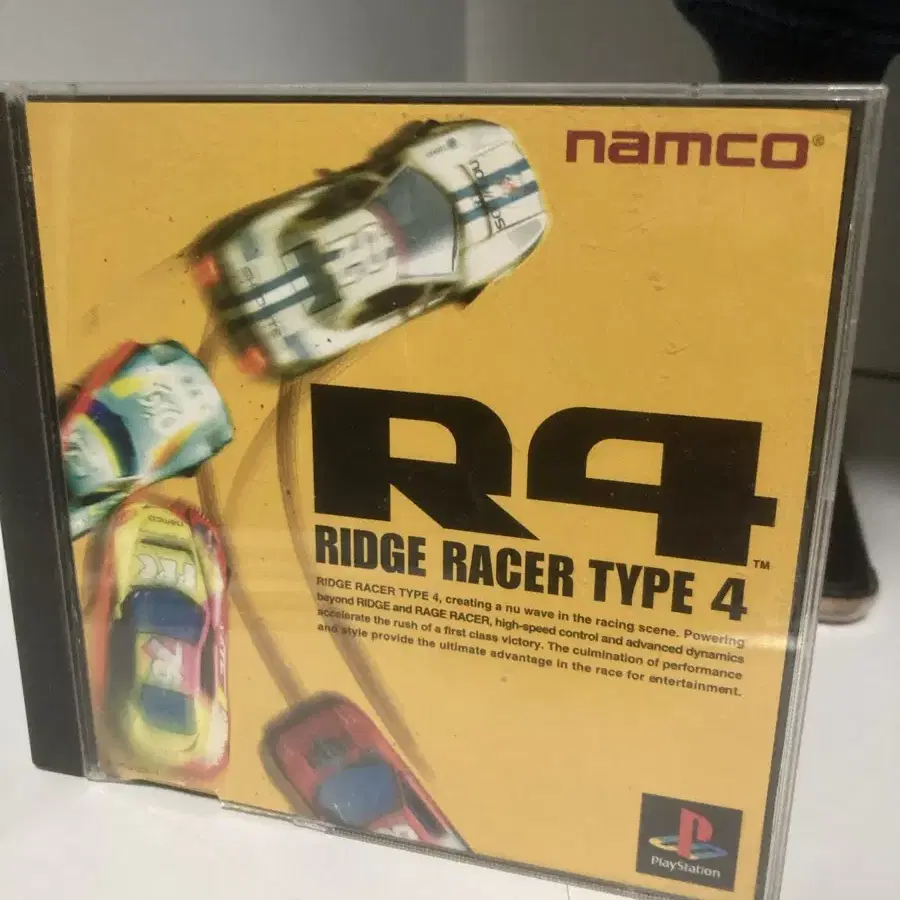 namco®
R4
TM
RIDGE RACER TYPE 4
RIDGE RACER TYPE 4, creating a nu wave in the racing scene. Powering
beyond RIDGE and RAGE RACER, high-speed control and advanced dynamics
accelerate the rush of a first class victory. The culmination of performance
and style provide the ultimate advantage in the race for entertainment.
namco
PlayStation